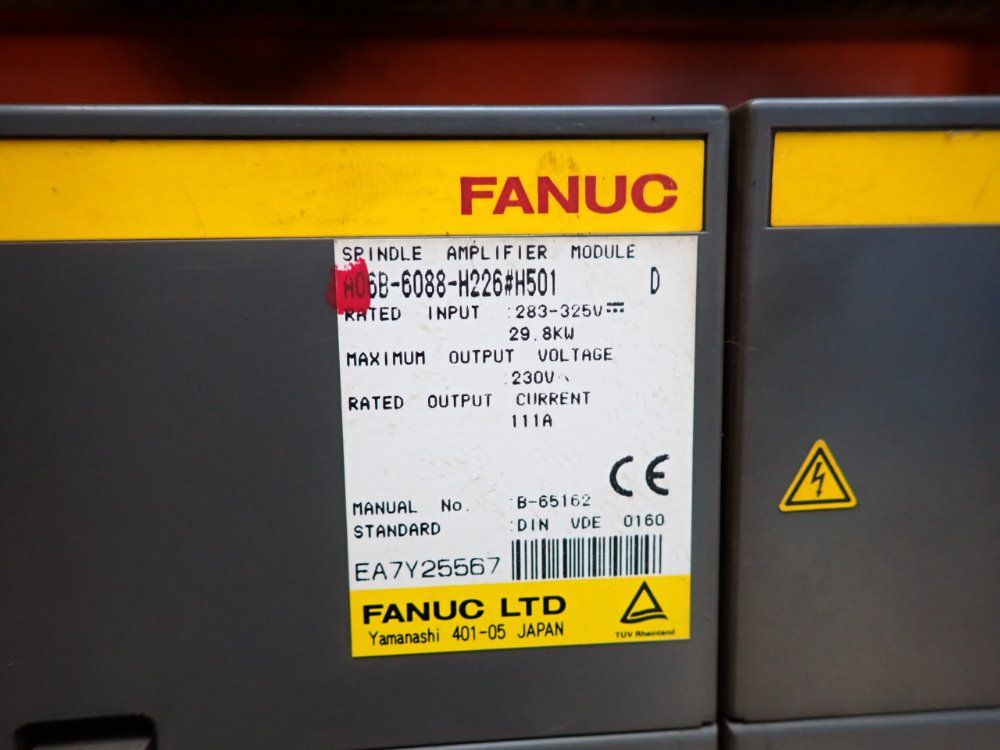 FANUC
SPINDLE AMPLIFIER MODULE
A06B-6088-H226#H501 D
RATED INPUT :283-325V⎓
29.8KW
MAXIMUM OUTPUT VOLTAGE
:230V~
RATED OUTPUT CURRENT
111A
CE
MANUAL No. :B-65162
STANDARD :DIN VDE 0160
EA7Y25567
FANUC LTD
Yamanashi 401-05 JAPAN
TÜV Rheinland